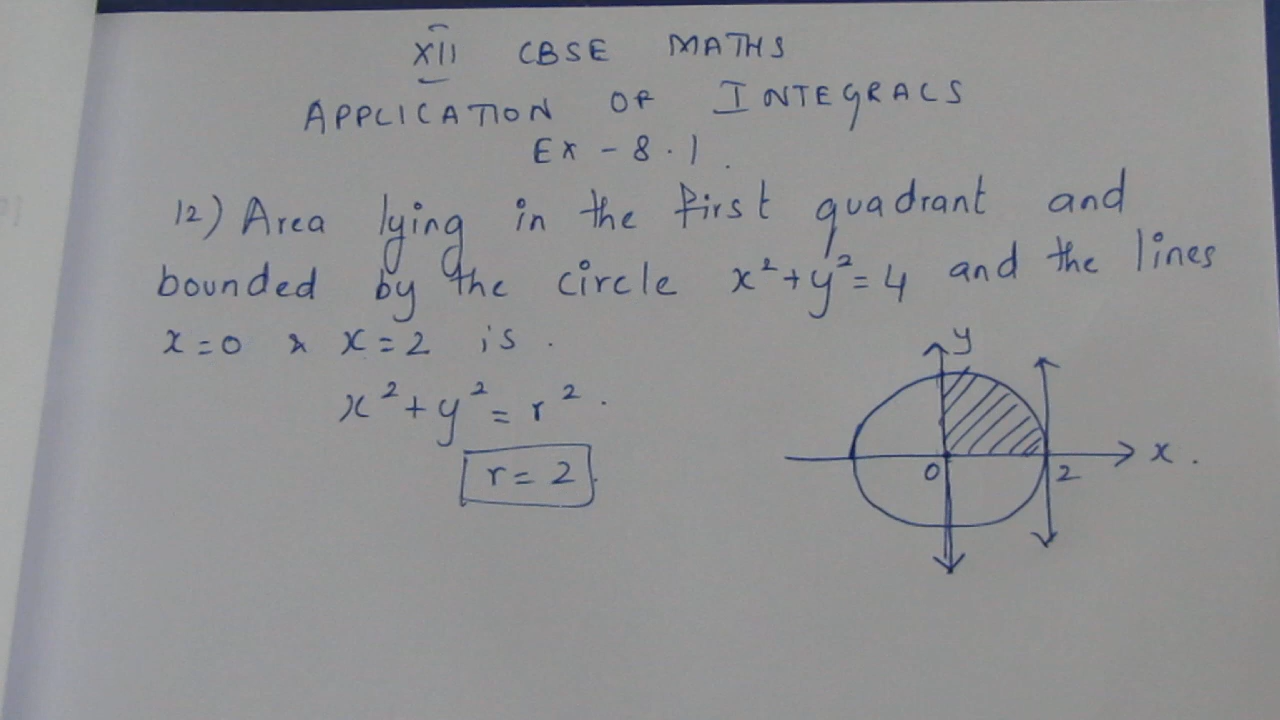 XII CBSE MATHS
APPLICATION OF INTEGRALS
Ex - 8.1.
12) Area lying in the first quadrant and
bounded by the circle x²+y²=4 and the lines
x=0 & x=2 is.
x²+y²=r².
r=2
y
x.
0
2